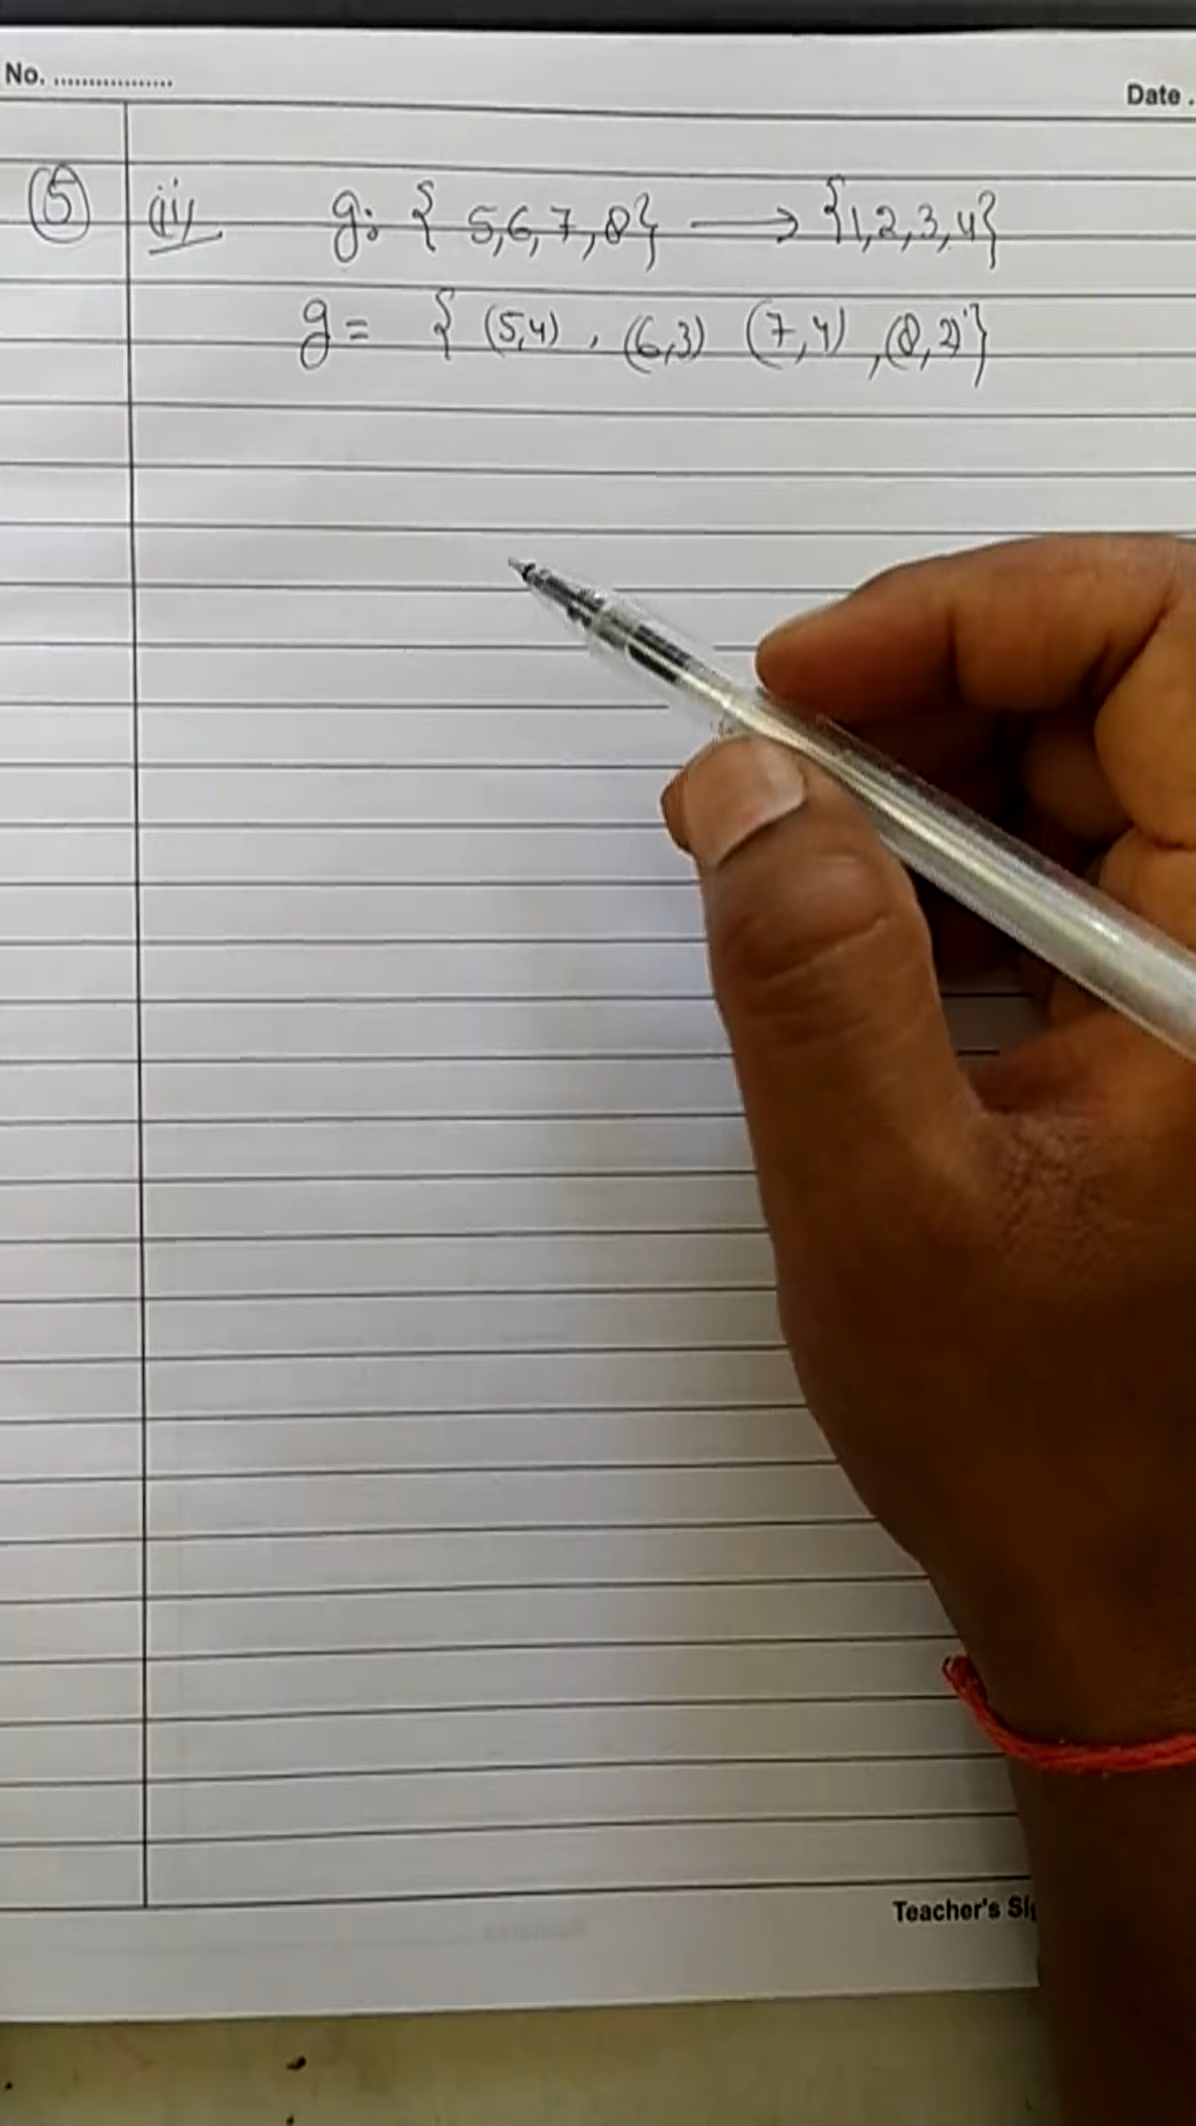 No. .................
Date .
5 (ii) g: { 5,6,7,8} → {1,2,3,4}
g = { (5,4) , (6,3) (7,4) ,(8,2)}
Teacher's